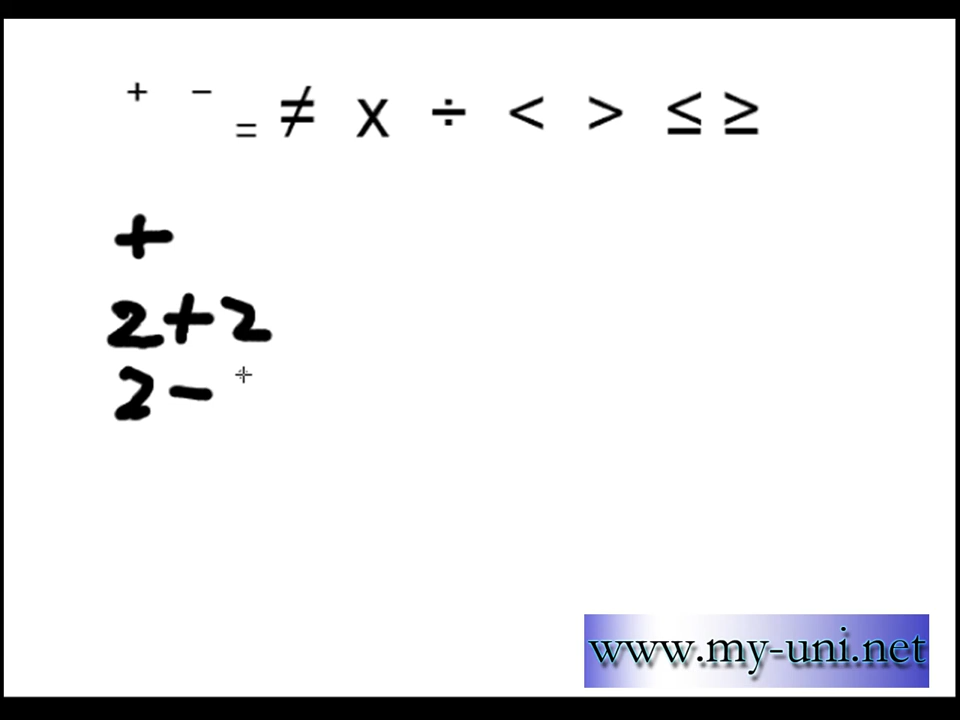 + − = ≠ x ÷ < > ≤ ≥
+
2+2
2-
www.my-uni.net